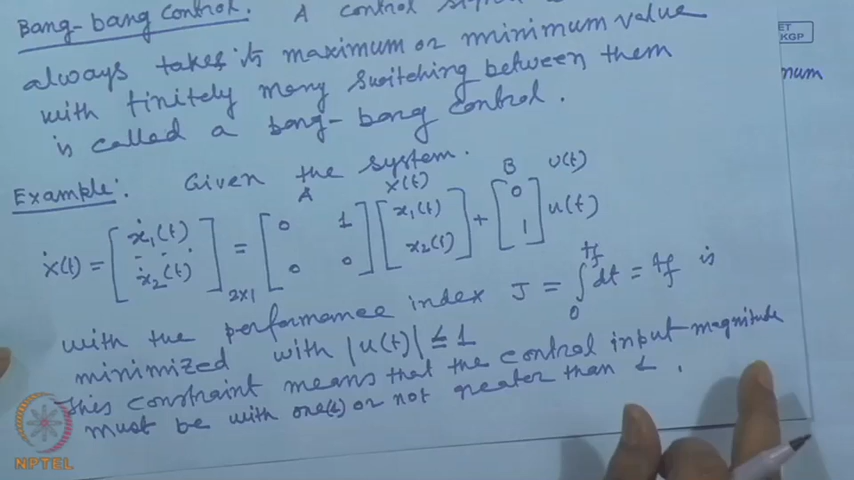 Bang-bang Control. A control
always takes its maximum or minimum value
with finitely many switching between them
is called a bang-bang control.
Example: Given the system.
A X(t) B U(t)
ẋ(t) = [ẋ1(t) ẋ2(t)]2x1 = [0 1 0 0] [x1(t) x2(t)] + [0 1] u(t)
with the performance index J = ∫0^tf dt = tf is
minimized with |u(t)| ≤ 1
This constraint means that the control input magnitude
must be with one(1) or not greater than 1.
ET
KGP
mum
NPTEL